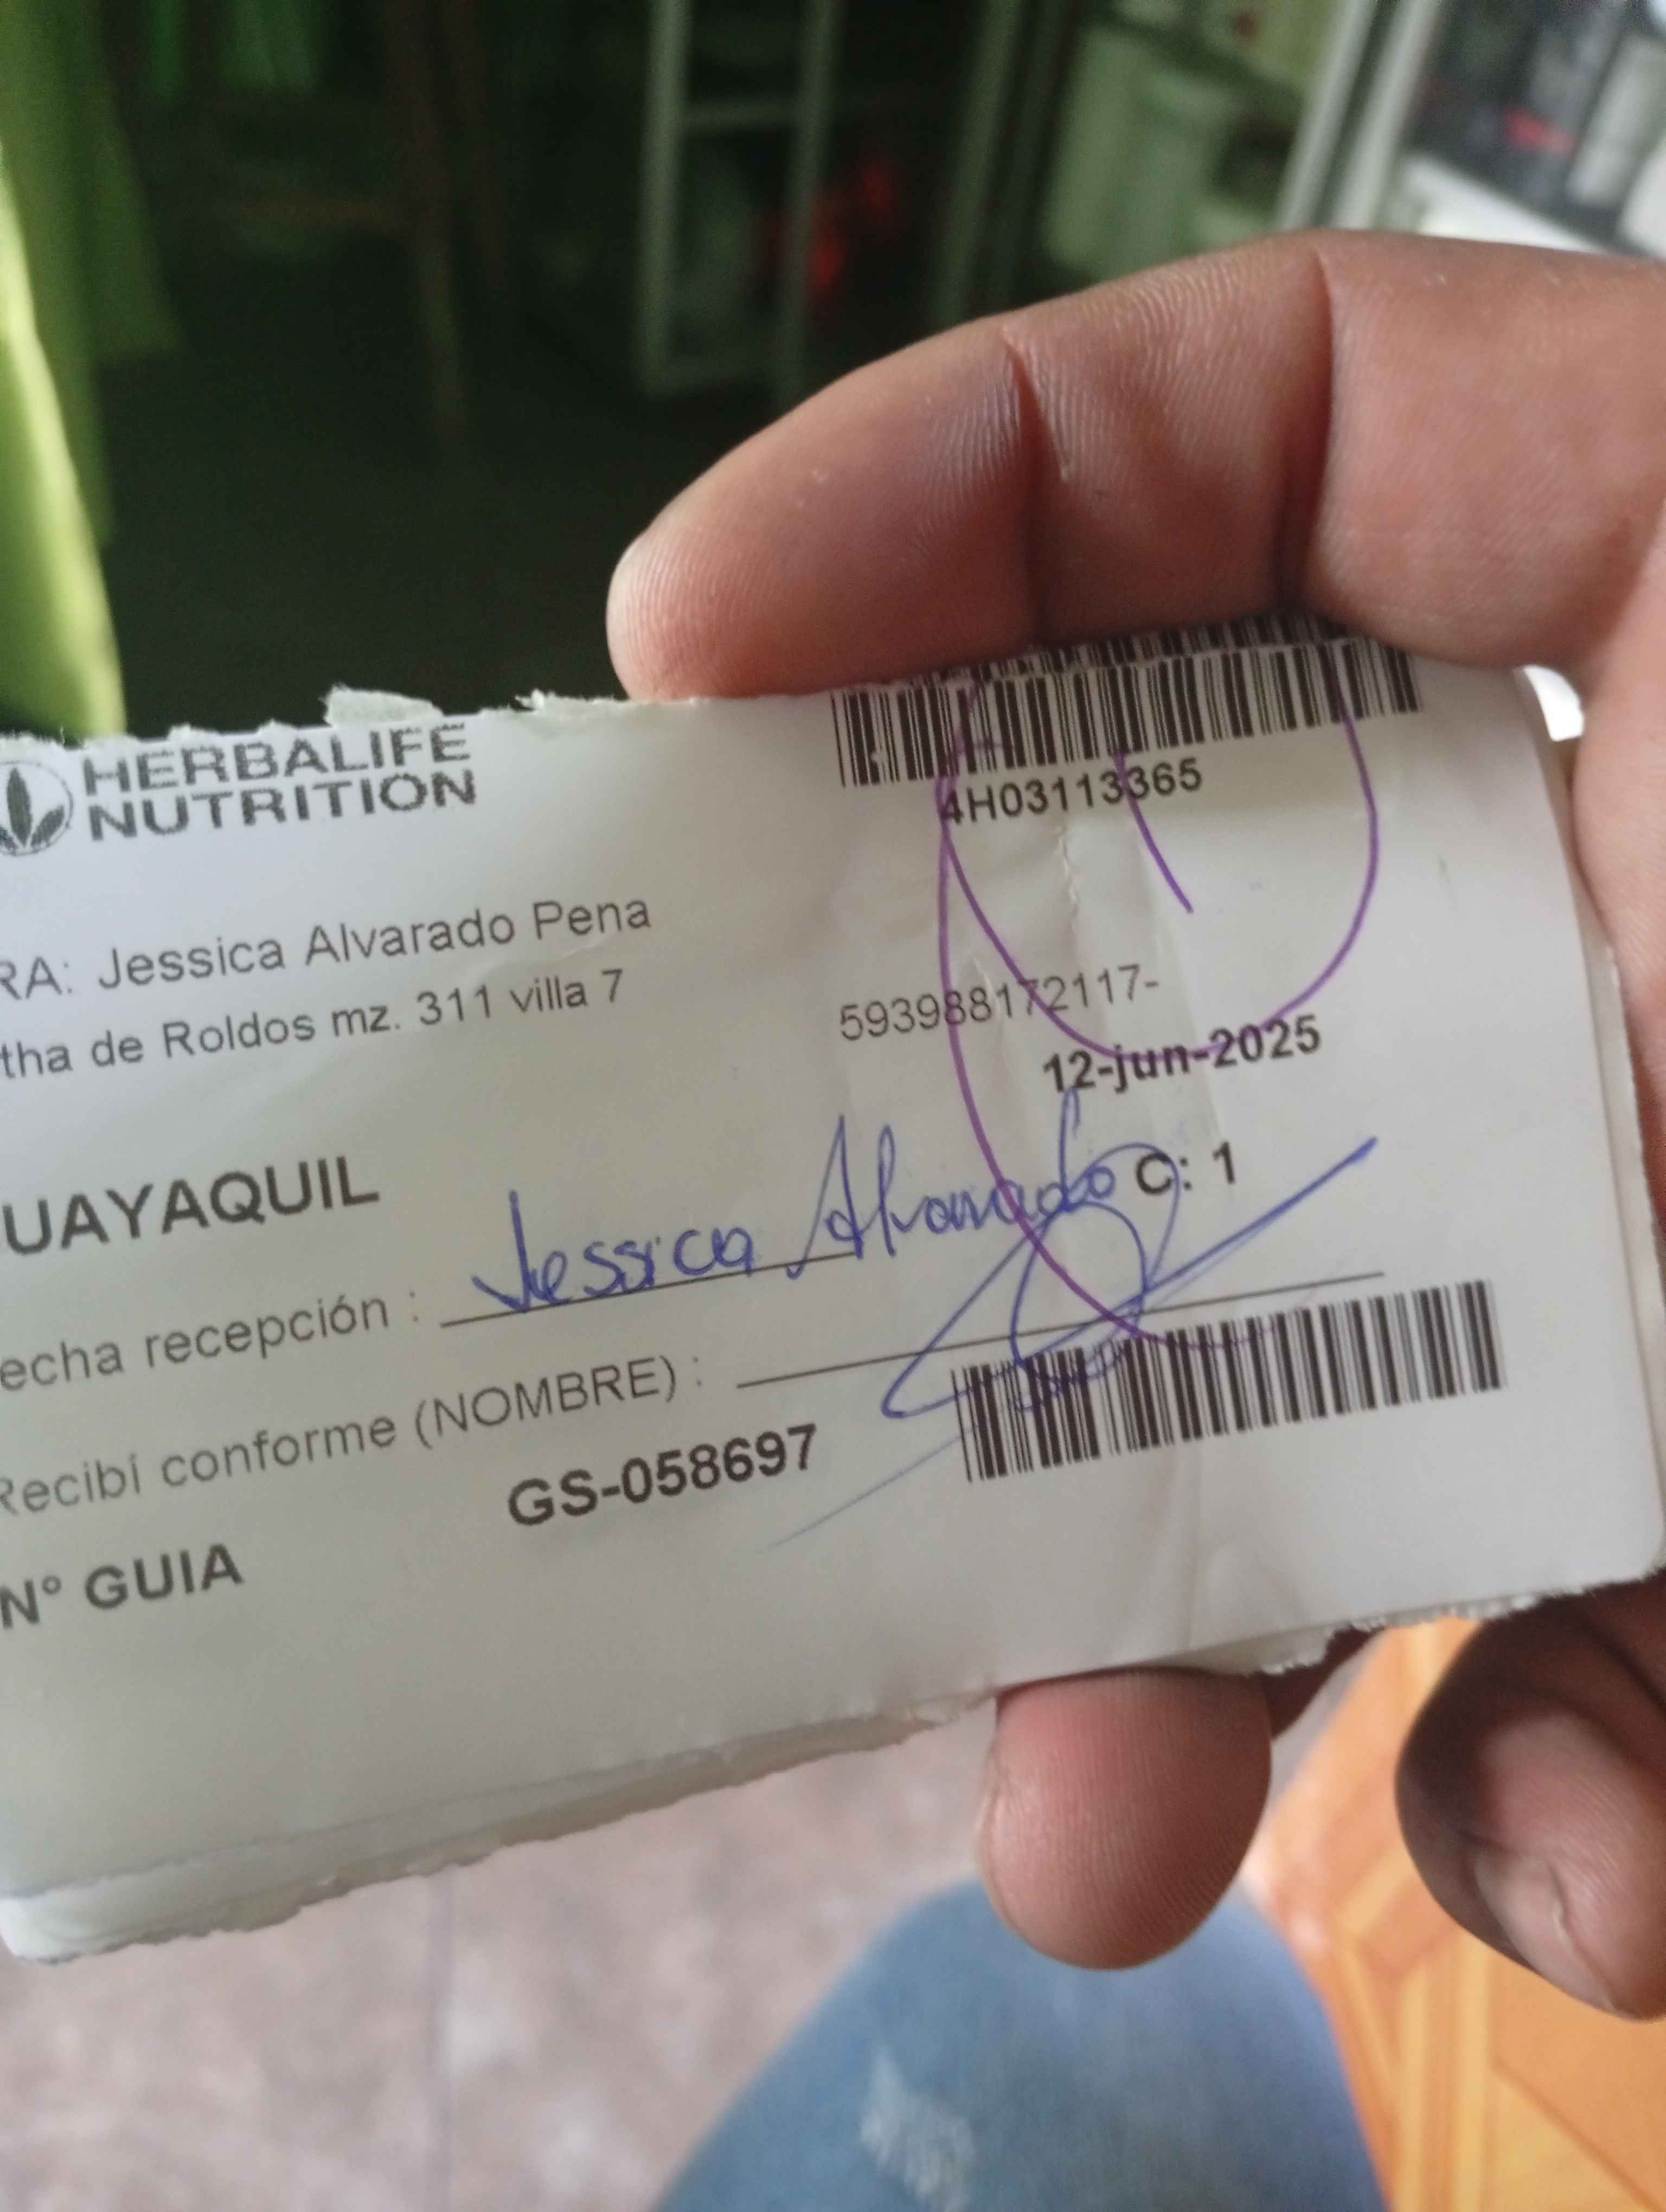 HERBALIFE
NUTRITION
4H03113365
RA: Jessica Alvarado Pena
tha de Roldos mz. 311 villa 7
593988172117-
12-jun-2025
UAYAQUIL
C: 1
echa recepción : Jessica Alvarado
Recibí conforme (NOMBRE) :
N° GUIA GS-058697